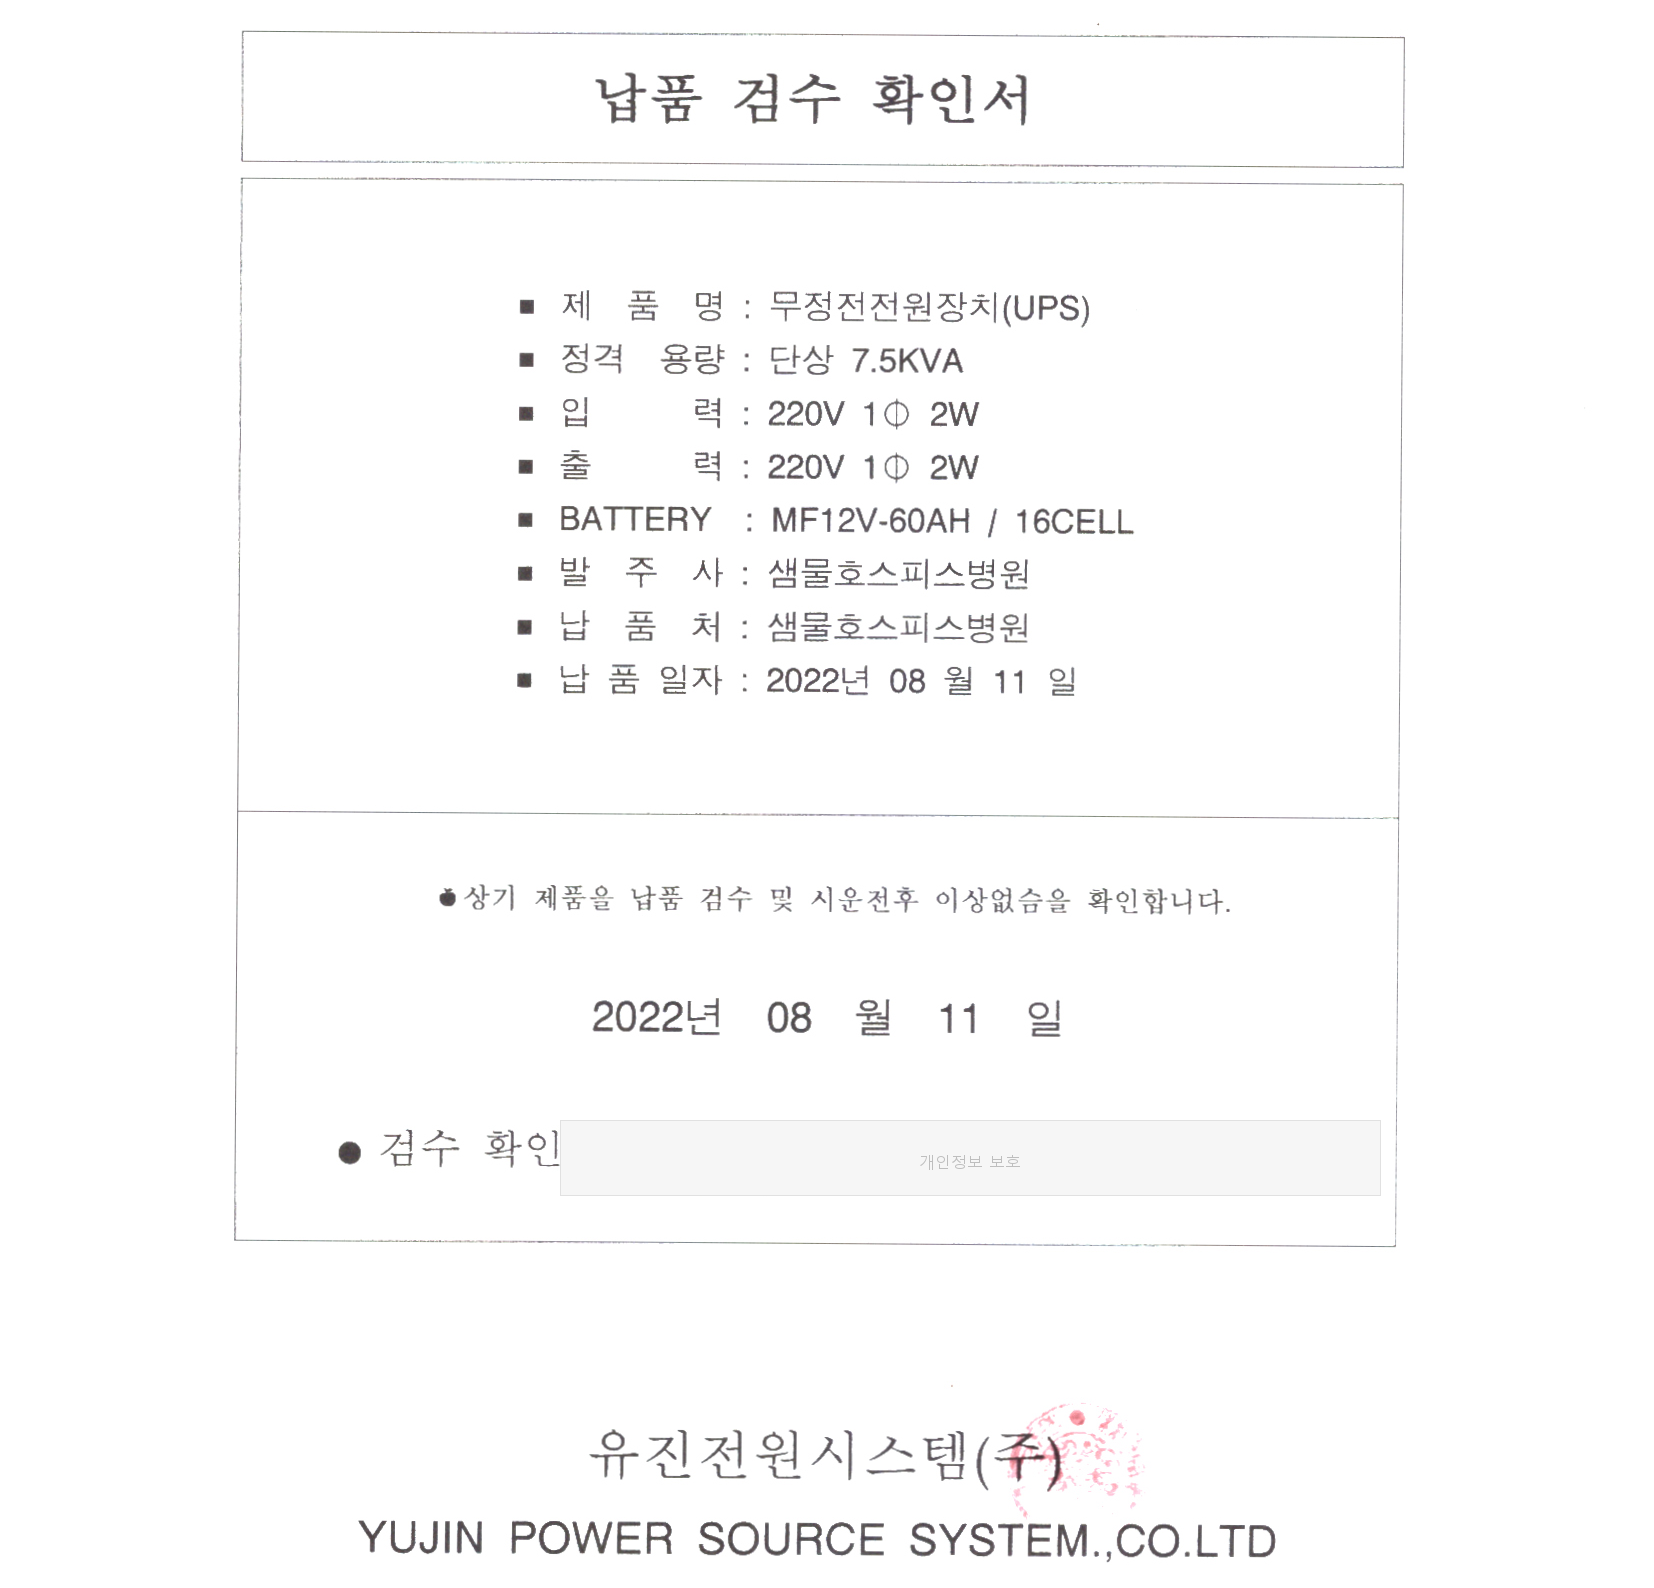 납품 검수 확인서
■ 제 품 명 : 무정전전원장치(UPS)
■ 정격 용량 : 단상 7.5KVA
■ 입 력 : 220V 1⏀ 2W
■ 출 력 : 220V 1⏀ 2W
■ BATTERY : MF12V-60AH / 16CELL
■ 발 주 사 : 샘물호스피스병원
■ 납 품 처 : 샘물호스피스병원
■ 납 품 일자 : 2022년 08 월 11 일
상기 제품을 납품 검수 및 시운전후 이상없슴을 확인합니다.
2022년 08 월 11 일
● 검수 확인
개인정보 보호
유진전원시스템(주)
YUJIN POWER SOURCE SYSTEM.,CO.LTD